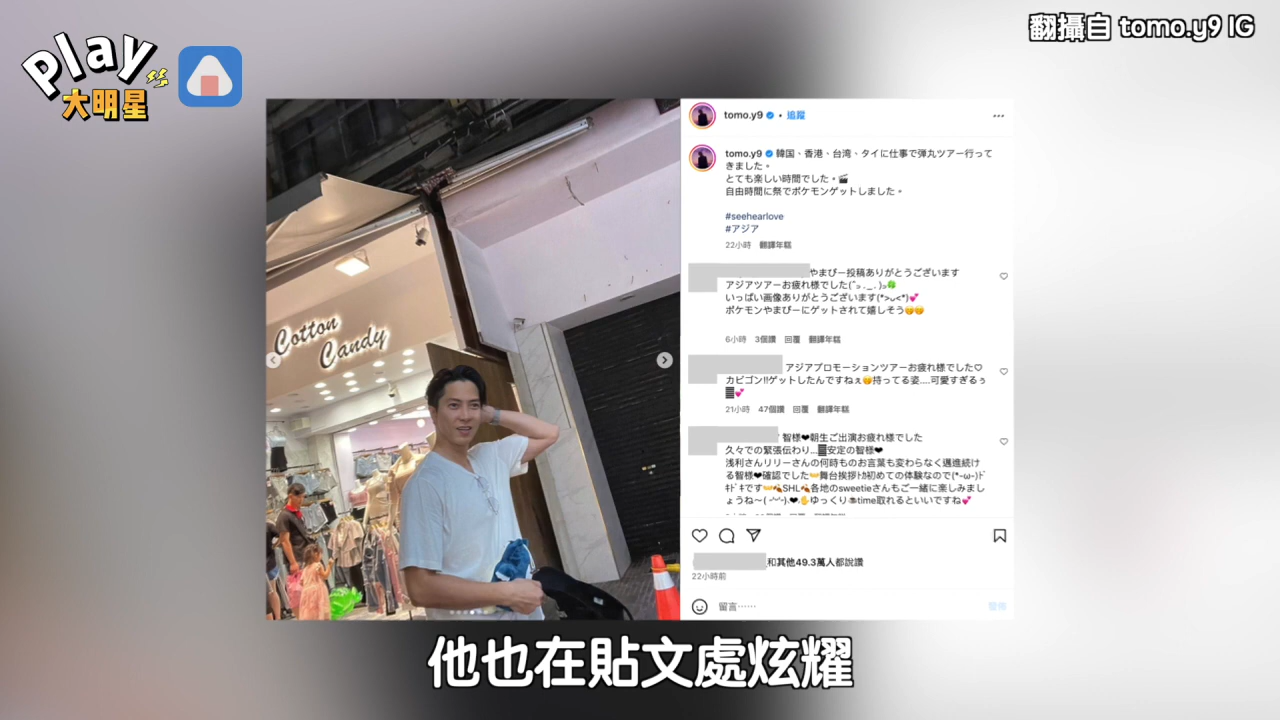 翻攝自 tomo.y9 IG
Play
大明星
Cotton
Candy
tomo.y9 • 追蹤
tomo.y9 韓国、香港、台湾、タイに仕事で弾丸ツアー行って
きました。
とても楽しい時間でした。🎬
自由時間に祭でポケモンゲットしました。
#seehearlove
#アジア
22小時 翻譯年糕
やまぴー投稿ありがとうございます
アジアツアーお疲れ様でした
いっぱい画像ありがとうございます(*>ᴗ<*)💕
ポケモンやまぴーにゲットされて嬉しそう🤭🤭
6小時 3個讚 回覆 翻譯年糕
アジアプロモーションツアーお疲れ様でした♡
カビゴン!!ゲットしたんですねぇ🤭持ってる姿....可愛すぎるぅ
💕
21小時 47個讚 回覆 翻譯年糕
智様❤朝生ご出演お疲れ様でした
久々での緊張伝わり...安定の智様❤
浅利さんリリーさんの何時ものお言葉も変わらなく邁進続け
る智様❤確認でした舞台挨拶ﾄｶ初めての体験なので(*-ω-)ﾄﾞ
ｷﾄﾞｷですSHL各地のsweetieさんもご一緒に楽しみまし
ょうね〜ゆっくりtime取れるといいですね💕
和其他49.3萬人都說讚
22小時前
留言……
發佈
他也在貼文處炫耀